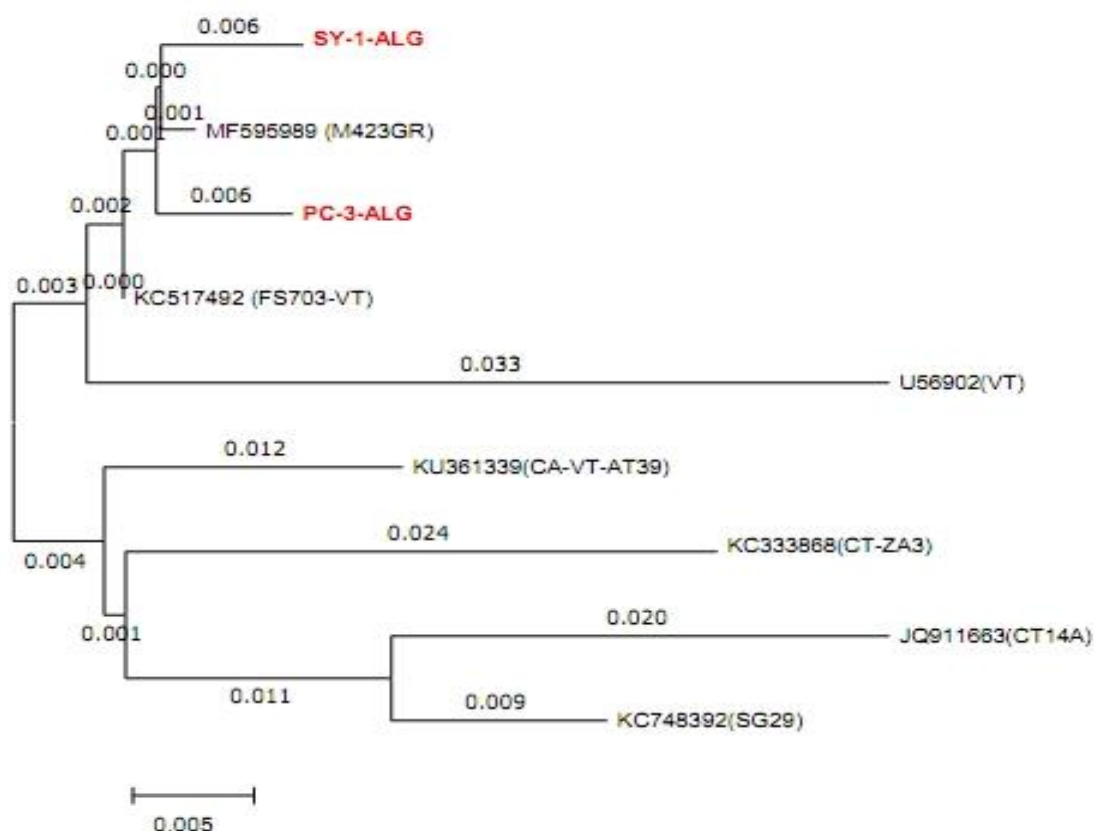 0.006
SY-1-ALG
0.000
0.001
MF595989 (M423GR)
0.001
0.006
PC-3-ALG
0.002
0.003
0.000
KC517492 (FS703-VT)
0.033
U56902(VT)
0.012
KU361339(CA-VT-AT39)
0.024
KC333868(CT-ZA3)
0.004
0.020
0.001
JQ911663(CT14A)
0.011
0.009
KC748392(SG29)
0.005